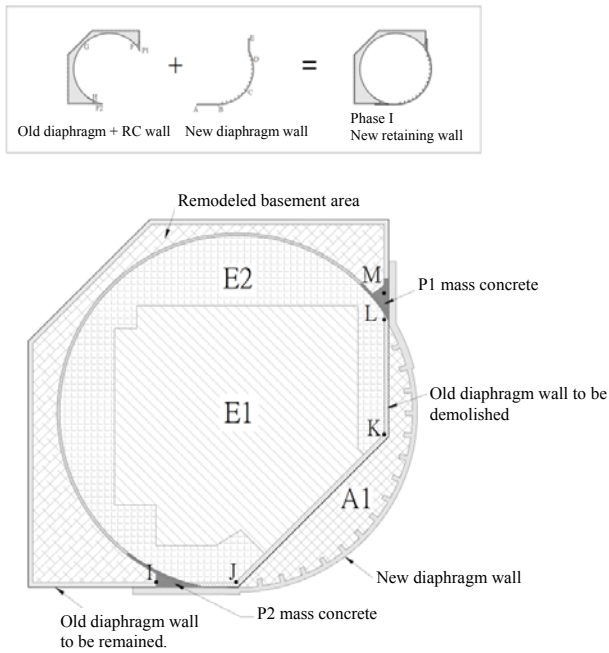 G
F
P1
H
P2
+
E
D
C
A
B
=
Old diaphragm + RC wall
New diaphragm wall
Phase I
New retaining wall
Remodeled basement area
E2
M
P1 mass concrete
L
Old diaphragm wall to be
demolished
E1
K
A1
I
J
New diaphragm wall
P2 mass concrete
Old diaphragm wall
to be remained.